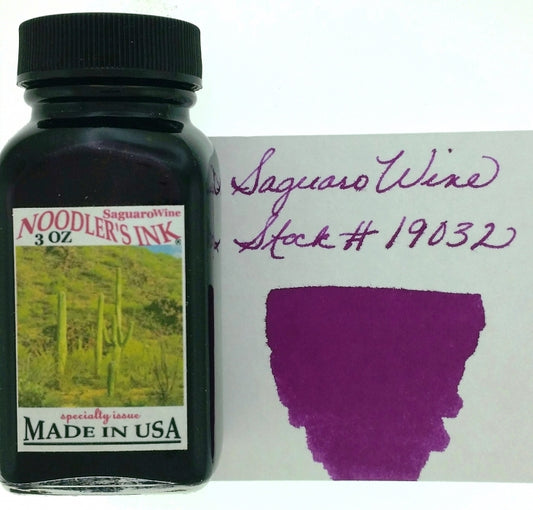 SaguaroWine
NOODLER'S INK
3 OZ
specialty issue
MADE IN USA
Saguaro Wine
Stock # 19032